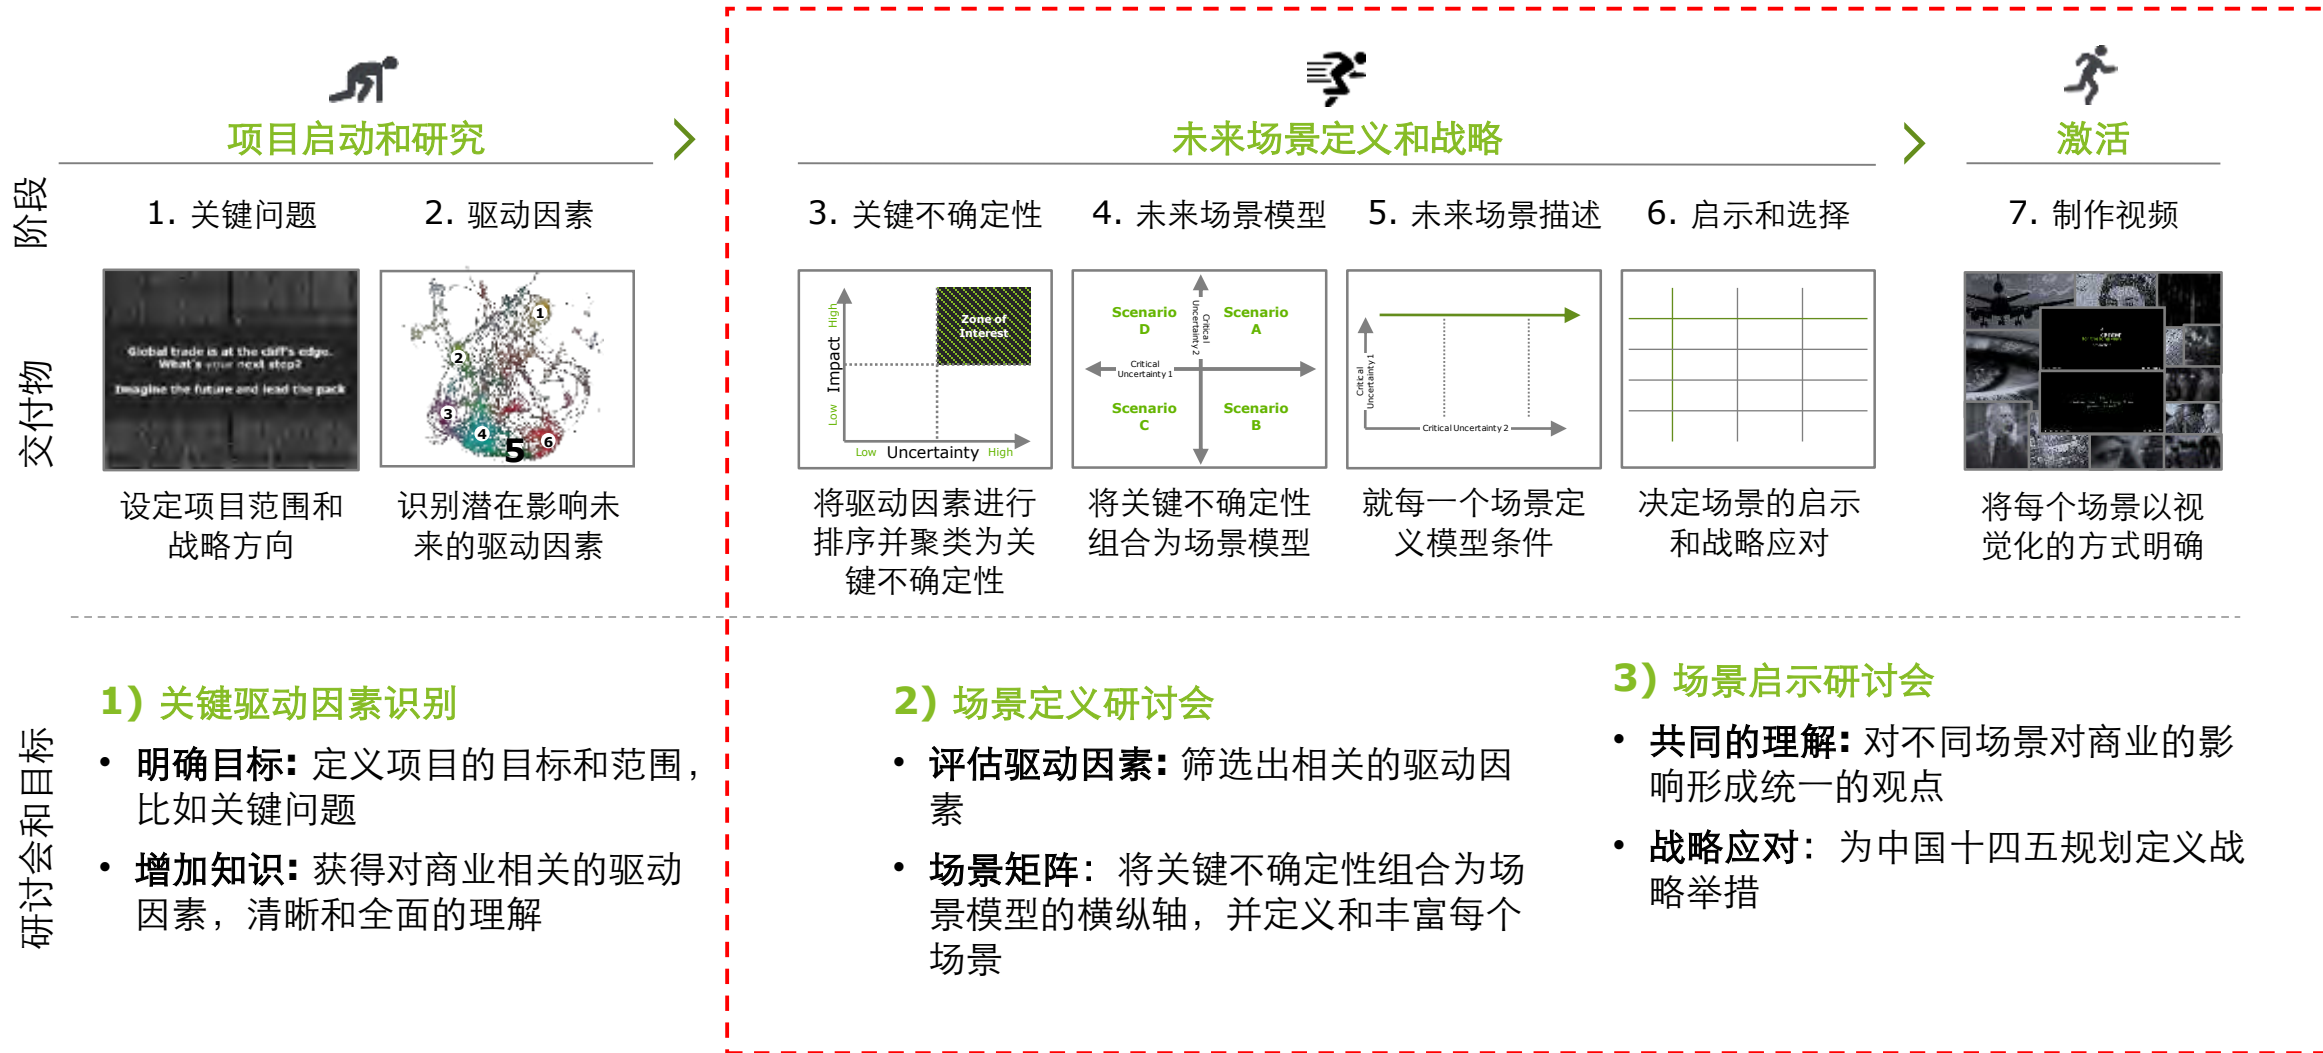 项目启动和研究
未来场景定义和战略
激活
阶段
1. 关键问题
2. 驱动因素
3. 关键不确定性
4. 未来场景模型
5. 未来场景描述
6. 启示和选择
7. 制作视频
交付物
Global trade is at the cliff's edge.
What's your next step?
Imagine the future and lead the pack
1
2
3
4
5
6
Impact
High
Low
Zone of
Interest
Low
Uncertainty
High
Scenario
D
Scenario
A
Critical
Uncertainty 2
Critical
Uncertainty 1
Scenario
C
Scenario
B
Critical
Uncertainty 1
Critical Uncertainty 2
设定项目范围和
战略方向
识别潜在影响未
来的驱动因素
将驱动因素进行
排序并聚类为关
键不确定性
将关键不确定性
组合为场景模型
就每一个场景定
义模型条件
决定场景的启示
和战略应对
将每个场景以视
觉化的方式明确
研讨会和目标
1) 关键驱动因素识别
• 明确目标: 定义项目的目标和范围，
比如关键问题
• 增加知识: 获得对商业相关的驱动
因素，清晰和全面的理解
2) 场景定义研讨会
• 评估驱动因素: 筛选出相关的驱动因
素
• 场景矩阵： 将关键不确定性组合为场
景模型的横纵轴，并定义和丰富每个
场景
3) 场景启示研讨会
• 共同的理解: 对不同场景对商业的影
响形成统一的观点
• 战略应对： 为中国十四五规划定义战
略举措